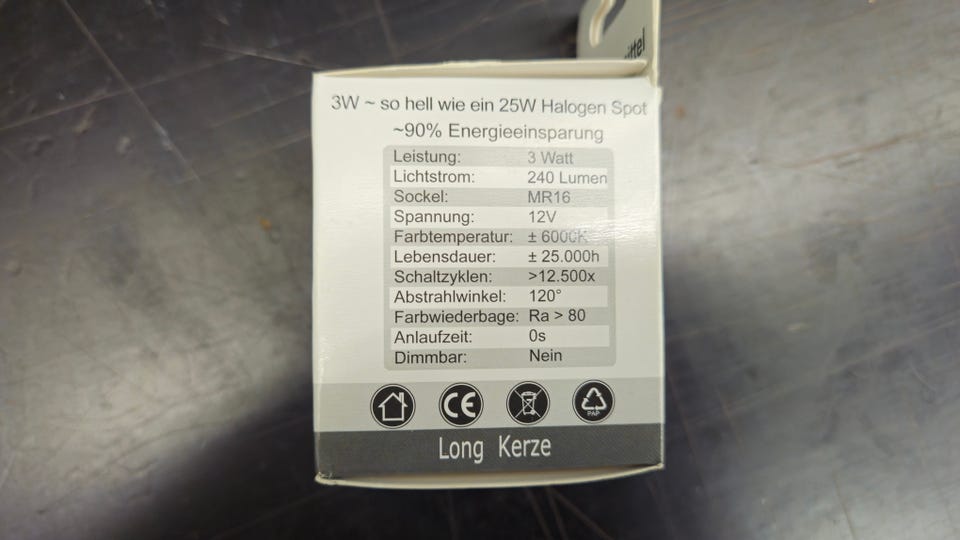 ittel
3W ~ so hell wie ein 25W Halogen Spot
~90% Energieeinsparung
Leistung: 3 Watt
Lichtstrom: 240 Lumen
Sockel: MR16
Spannung: 12V
Farbtemperatur: ± 6000K
Lebensdauer: ± 25.000h
Schaltzyklen: >12.500x
Abstrahlwinkel: 120°
Farbwiederbage: Ra > 80
Anlaufzeit: 0s
Dimmbar: Nein
CE
PAP
Long Kerze